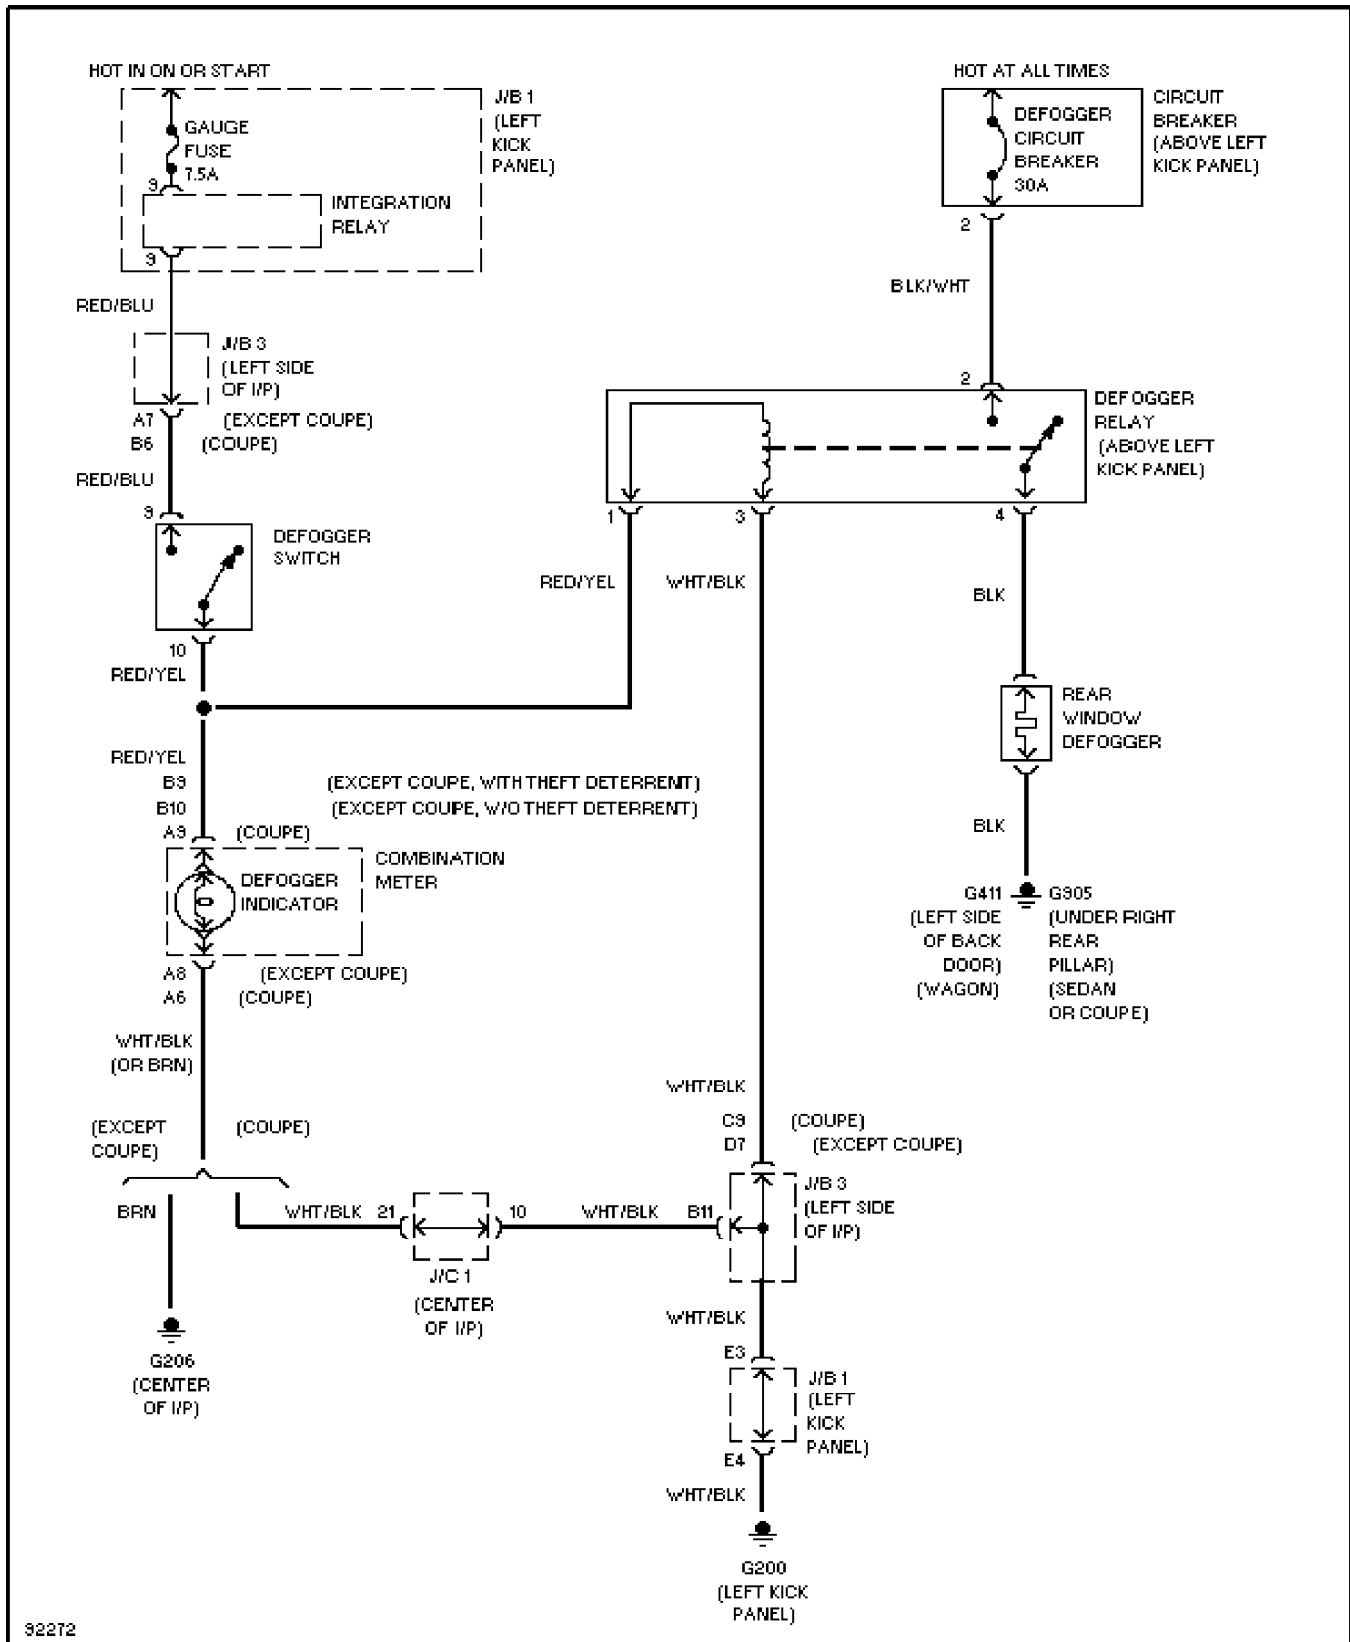 HOT IN ON OR START
GAUGE
FUSE
7.5A
9
J/B 1
(LEFT
KICK
PANEL)
INTEGRATION
RELAY
9
RED/BLU
J/B 3
(LEFT SIDE
OF I/P)
A7 (EXCEPT COUPE)
B6 (COUPE)
RED/BLU
9
DEFOGGER
SWITCH
10
RED/YEL
HOT AT ALL TIMES
DEFOGGER
CIRCUIT
BREAKER
30A
CIRCUIT
BREAKER
(ABOVE LEFT
KICK PANEL)
2
BLK/WHT
2
DEFOGGER
RELAY
(ABOVE LEFT
KICK PANEL)
1 3 4
RED/YEL WHT/BLK
BLK
REAR
WINDOW
DEFOGGER
BLK
G411
(LEFT SIDE
OF BACK
DOOR)
(WAGON)
G305
(UNDER RIGHT
REAR
PILLAR)
(SEDAN
OR COUPE)
RED/YEL
B9 (EXCEPT COUPE, WITH THEFT DETERRENT)
B10 (EXCEPT COUPE, W/O THEFT DETERRENT)
A9 (COUPE)
COMBINATION
METER
DEFOGGER
INDICATOR
A8 (EXCEPT COUPE)
A6 (COUPE)
WHT/BLK
(OR BRN)
(EXCEPT
COUPE)
(COUPE)
BRN
WHT/BLK 21
10 WHT/BLK B11
J/C 1
(CENTER
OF I/P)
G206
(CENTER
OF I/P)
WHT/BLK
C9 (COUPE)
D7 (EXCEPT COUPE)
J/B 3
(LEFT SIDE
OF I/P)
WHT/BLK
E3
J/B 1
(LEFT
KICK
PANEL)
E4
WHT/BLK
G200
(LEFT KICK
PANEL)
92272